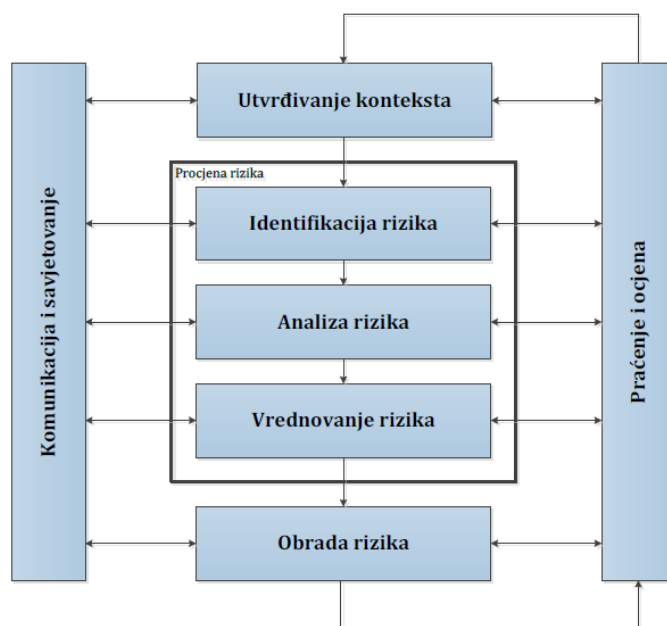 Utvrđivanje konteksta
Procjena rizika
Identifikacija rizika
Analiza rizika
Vrednovanje rizika
Obrada rizika
Komunikacija i savjetovanje
Praćenje i ocjena